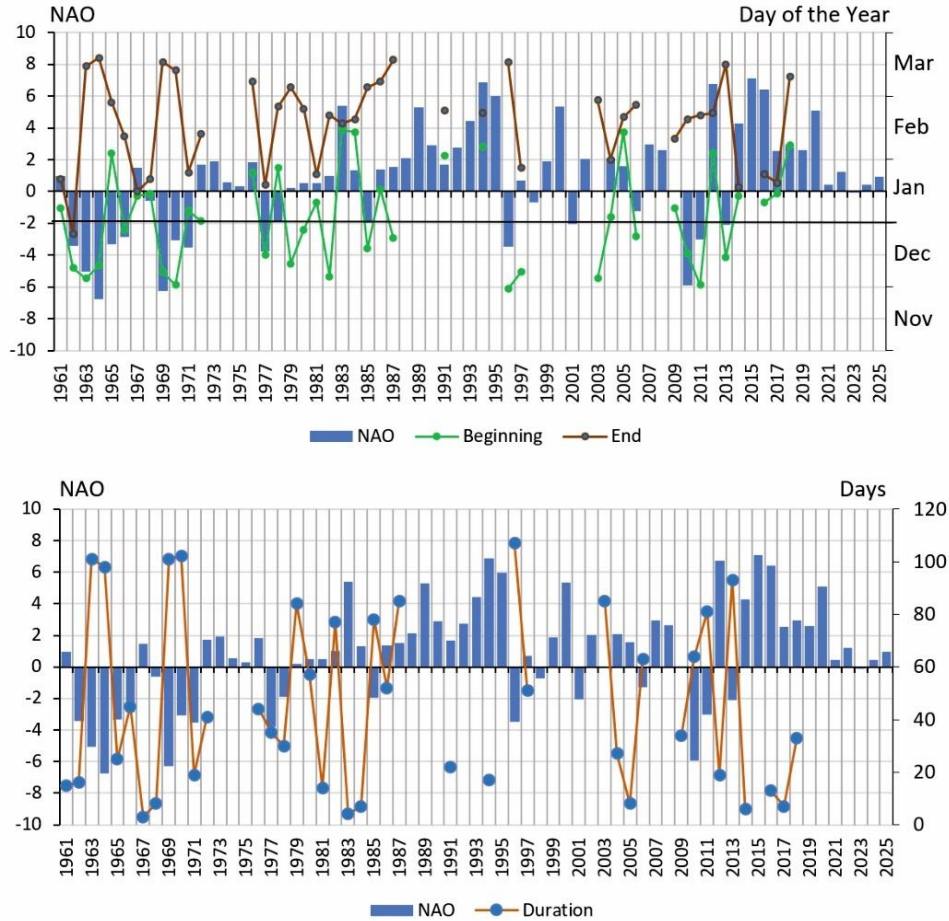 NAO Day of the Year
10
8 Mar
6
4 Feb
2
0 Jan
-2
-4 Dec
-6
-8 Nov
-10
1961 1963 1965 1967 1969 1971 1973 1975 1977 1979 1981 1983 1985 1987 1989 1991 1993 1995 1997 1999 2001 2003 2005 2007 2009 2011 2013 2015 2017 2019 2021 2023 2025
NAO Beginning End
NAO Days
10 120
8 100
6
4 80
2
0 60
-2
-4 40
-6
-8 20
-10 0
1961 1963 1965 1967 1969 1971 1973 1975 1977 1979 1981 1983 1985 1987 1989 1991 1993 1995 1997 1999 2001 2003 2005 2007 2009 2011 2013 2015 2017 2019 2021 2023 2025
NAO Duration